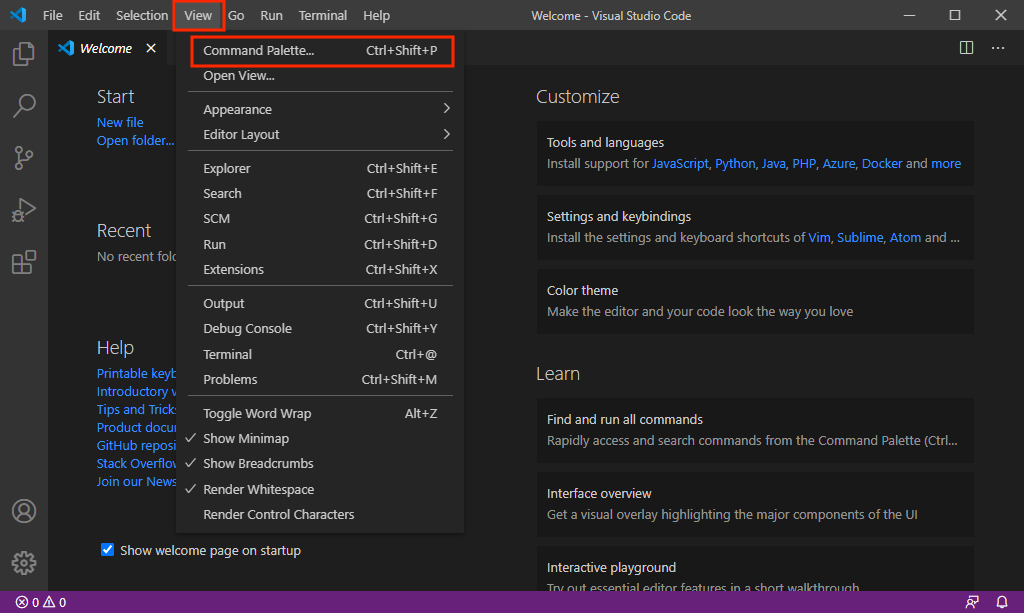 File Edit Selection View Go Run Terminal Help Welcome - Visual Studio Code
Welcome
Command Palette... Ctrl+Shift+P
Open View...
Appearance
Editor Layout
Explorer Ctrl+Shift+E
Search Ctrl+Shift+F
SCM Ctrl+Shift+G
Run Ctrl+Shift+D
Extensions Ctrl+Shift+X
Output Ctrl+Shift+U
Debug Console Ctrl+Shift+Y
Terminal Ctrl+@
Problems Ctrl+Shift+M
Toggle Word Wrap Alt+Z
Show Minimap
Show Breadcrumbs
Render Whitespace
Render Control Characters
Start
New file
Open folder...
Recent
No recent folc
Help
Printable keyb
Introductory v
Tips and Tricks
Product docu
GitHub reposi
Stack Overflow
Join our News
Show welcome page on startup
Customize
Tools and languages
Install support for JavaScript, Python, Java, PHP, Azure, Docker and more
Settings and keybindings
Install the settings and keyboard shortcuts of Vim, Sublime, Atom and ...
Color theme
Make the editor and your code look the way you love
Learn
Find and run all commands
Rapidly access and search commands from the Command Palette (Ctrl...
Interface overview
Get a visual overlay highlighting the major components of the UI
Interactive playground
Try out essential editor features in a short walkthrough
0 0